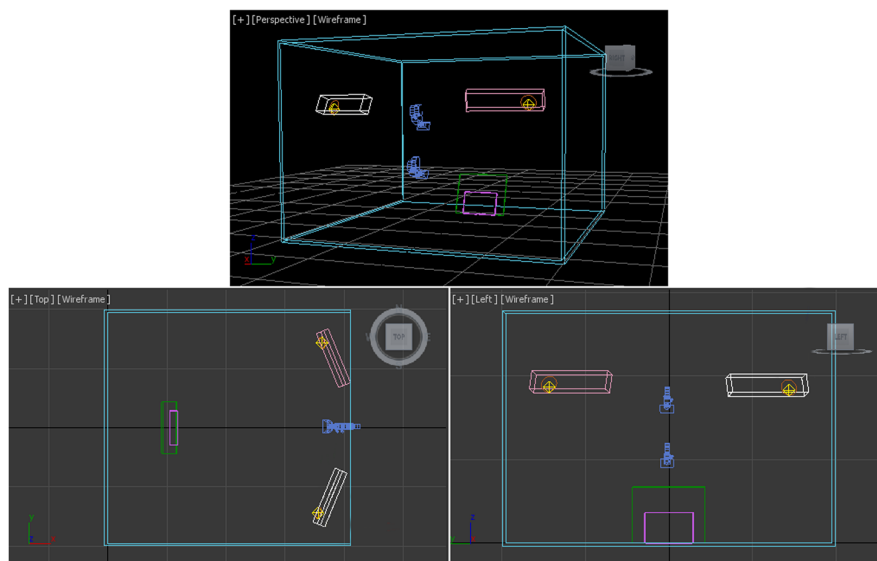 [+] [Perspective] [Wireframe]
z
x y
[+] [Top] [Wireframe]
[+] [Left] [Wireframe]
TOP
LEFT
y
z x
z
y